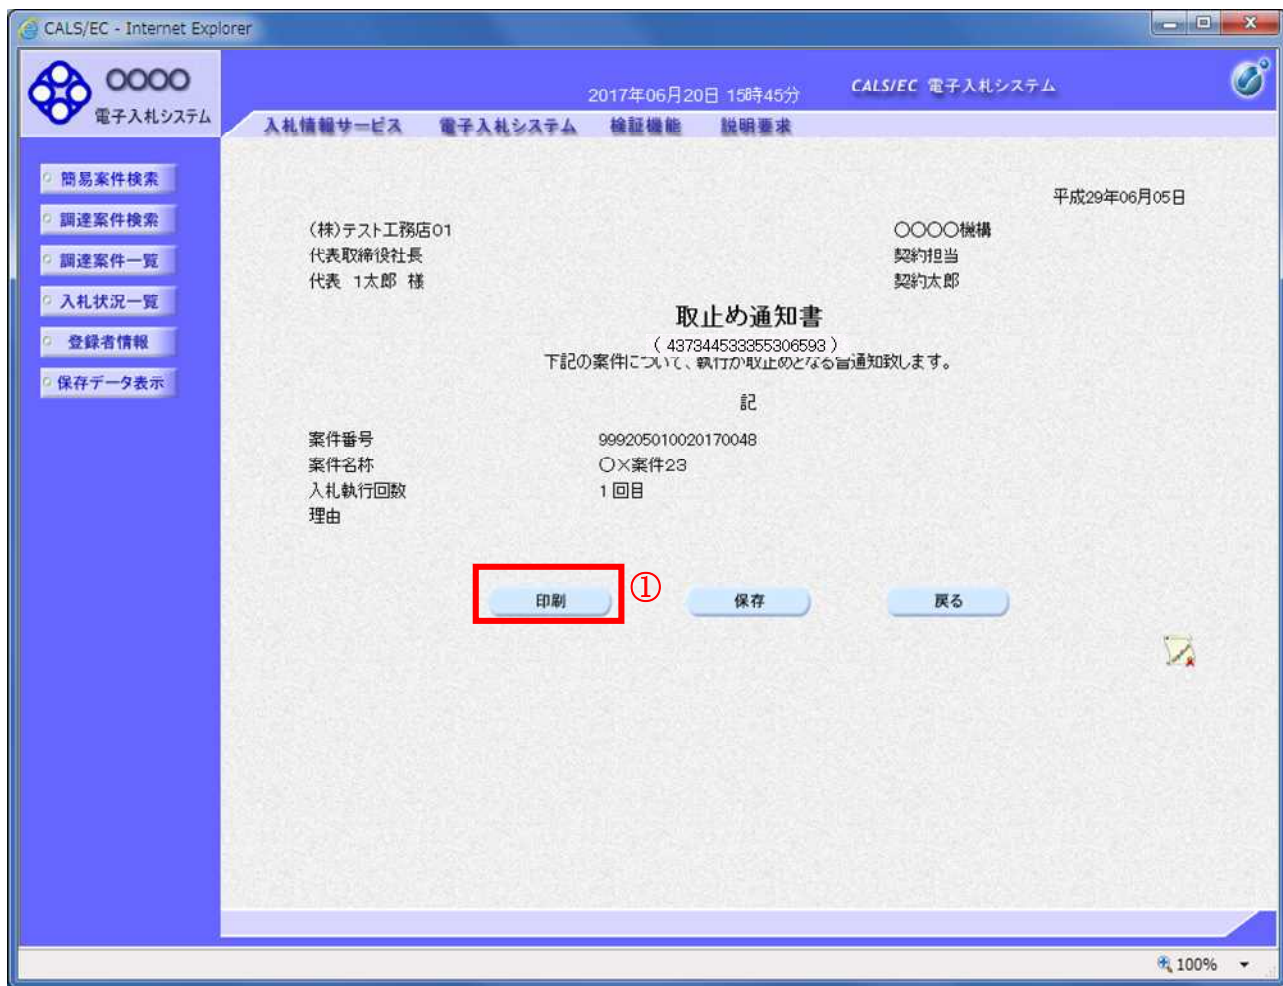 CALS/EC - Internet Explorer
〇〇〇〇
電子入札システム
2017年06月20日 15時45分
CALS/EC 電子入札システム
入札情報サービス 電子入札システム 検証機能 説明要求
簡易案件検索
調達案件検索
調達案件一覧
入札状況一覧
登録者情報
保存データ表示
平成29年06月05日
(株)テスト工務店01
代表取締役社長
代表 1太郎 様
〇〇〇〇機構
契約担当
契約太郎
取止め通知書
( 437344533355306593 )
下記の案件について、執行が取止めとなる旨通知致します。
記
案件番号 999205010020170048
案件名称 〇×案件23
入札執行回数 1回目
理由
印刷 ① 保存 戻る
100%